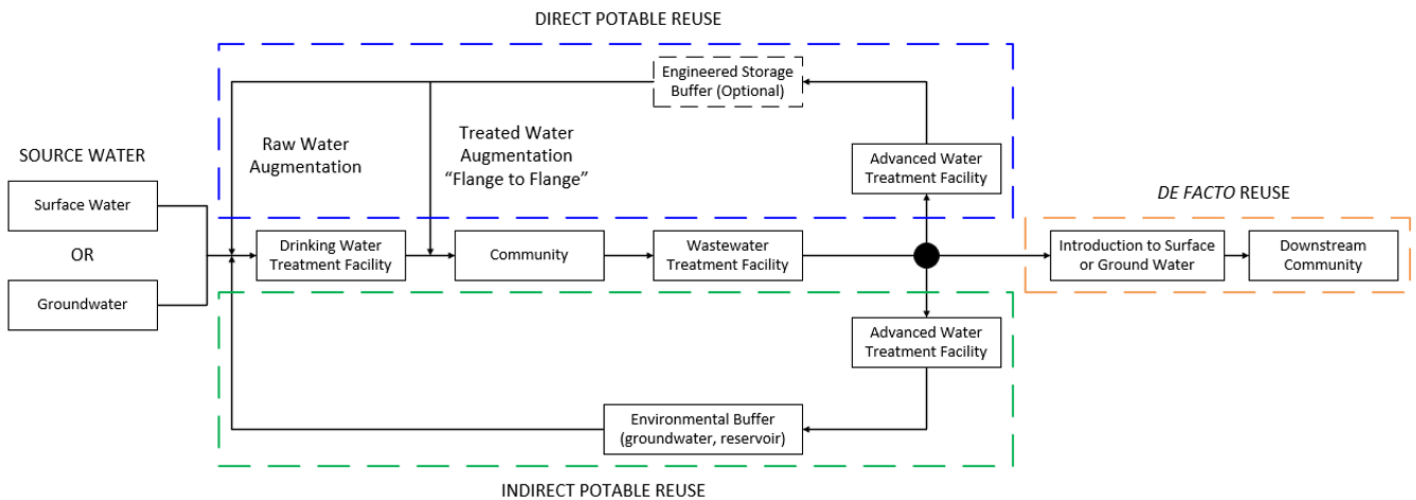 DIRECT POTABLE REUSE
Engineered Storage
Buffer (Optional)
Raw Water
Augmentation
Treated Water
Augmentation
“Flange to Flange”
Advanced Water
Treatment Facility
SOURCE WATER
Surface Water
OR
Groundwater
DE FACTO REUSE
Drinking Water
Treatment Facility
Community
Wastewater
Treatment Facility
Introduction to Surface
or Ground Water
Downstream
Community
Advanced Water
Treatment Facility
Environmental Buffer
(groundwater, reservoir)
INDIRECT POTABLE REUSE